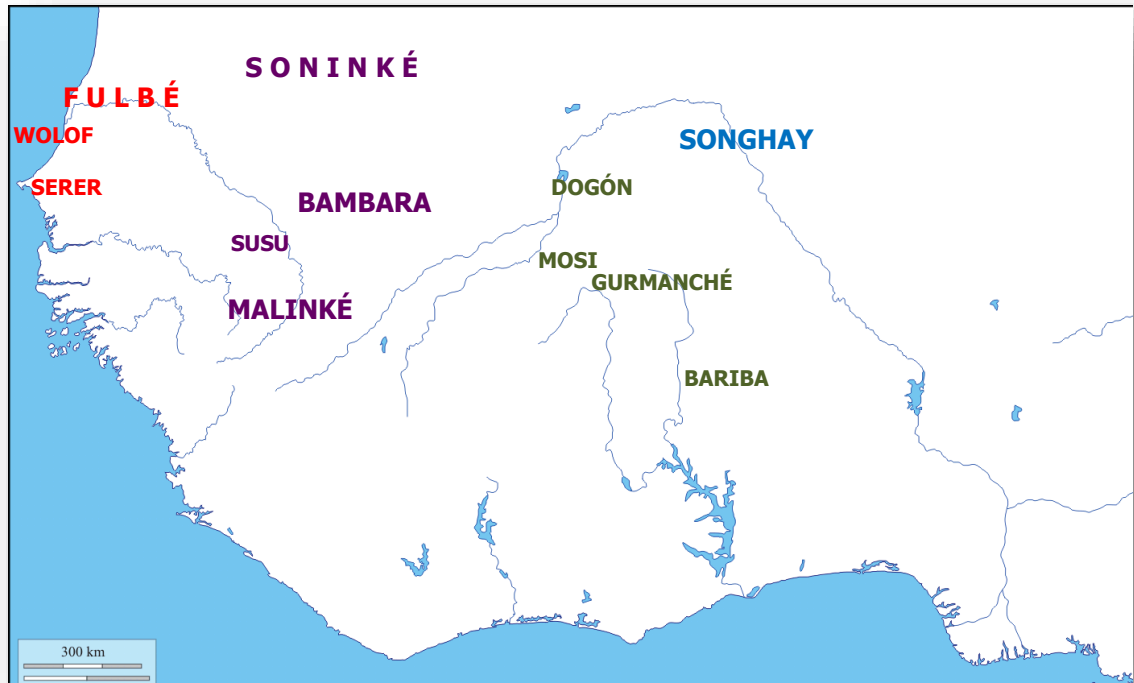 S O N I N K É
F U L B É
WOLOF
SONGHAY
SERER
DOGÓN
BAMBARA
SUSU
MOSI
GURMANCHÉ
MALINKÉ
BARIBA
300 km